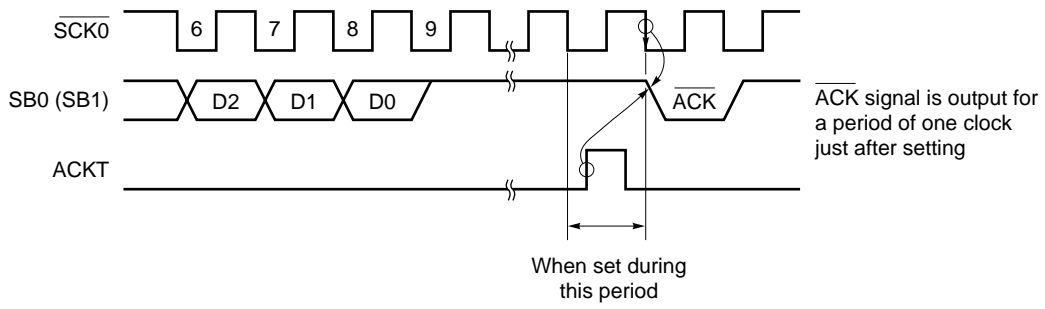 SCK0
6 7 8 9
SB0 (SB1)
D2 D1 D0
ACK
ACK signal is output for
a period of one clock
just after setting
ACKT
When set during
this period